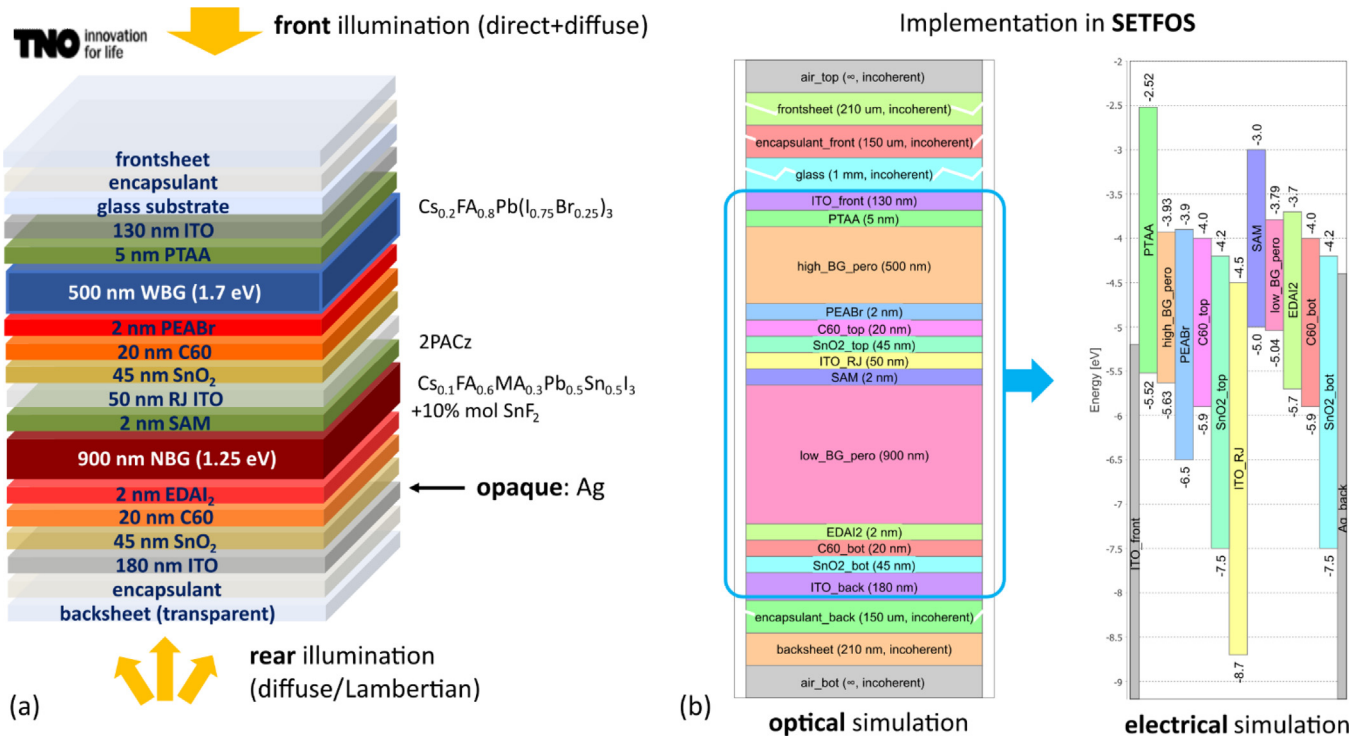 TNO innovation
for life
front illumination (direct+diffuse)
frontsheet
encapsulant
glass substrate
130 nm ITO
5 nm PTAA
500 nm WBG (1.7 eV)
2 nm PEABr
20 nm C60
45 nm SnO₂
50 nm RJ ITO
2 nm SAM
900 nm NBG (1.25 eV)
2 nm EDAI₂
20 nm C60
45 nm SnO₂
180 nm ITO
encapsulant
backsheet (transparent)
Cs₀.₂FA₀.₈Pb(I₀.₇₅Br₀.₂₅)₃
2PACz
Cs₀.₁FA₀.₆MA₀.₃Pb₀.₅Sn₀.₅I₃
+10% mol SnF₂
opaque: Ag
rear illumination
(diffuse/Lambertian)
(a)
Implementation in SETFOS
air_top (∞, incoherent)
frontsheet (210 um, incoherent)
encapsulant_front (150 um, incoherent)
glass (1 mm, incoherent)
ITO_front (130 nm)
PTAA (5 nm)
high_BG_pero (500 nm)
PEABr (2 nm)
C60_top (20 nm)
SnO2_top (45 nm)
ITO_RJ (50 nm)
SAM (2 nm)
low_BG_pero (900 nm)
EDAI2 (2 nm)
C60_bot (20 nm)
SnO2_bot (45 nm)
ITO_back (180 nm)
encapsulant_back (150 um, incoherent)
backsheet (210 nm, incoherent)
air_bot (∞, incoherent)
(b)
optical simulation
Energy [eV]
-2
-2.5
-3
-3.5
-4
-4.5
-5
-5.5
-6
-6.5
-7
-7.5
-8
-8.5
-9
ITO_front
-2.52
PTAA
-5.52
-3.93
high_BG_pero
-5.63
-3.9
PEABr
-6.5
-4.0
C60_top
-5.9
-4.2
SnO2_top
-7.5
-4.5
ITO_RJ
-8.7
-3.0
SAM
-5.0
-3.79
low_BG_pero
-5.04
-3.7
EDAI2
-5.7
-4.0
C60_bot
-5.9
-4.2
SnO2_bot
-7.5
Ag_back
electrical simulation